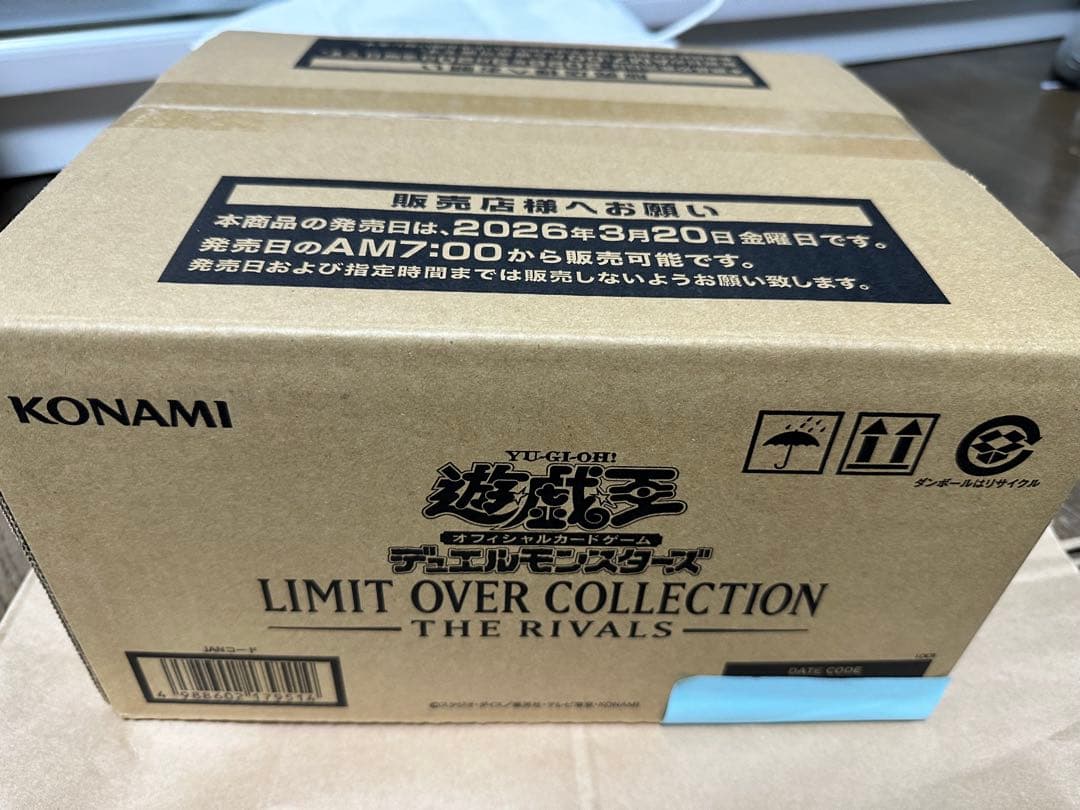 販売店様へお願い
本商品の発売日は、2026年3月20日金曜日です。
発売日のAM7:00から販売可能です。
発売日および指定時間までは販売しないようお願い致します。
KONAMI
ダンボールはリサイクル
YU-GI-OH!
遊戯王
オフィシャルカードゲーム
デュエルモンスターズ
LIMIT OVER COLLECTION
THE RIVALS
JANコード
4 988602 179514
DATE CODE